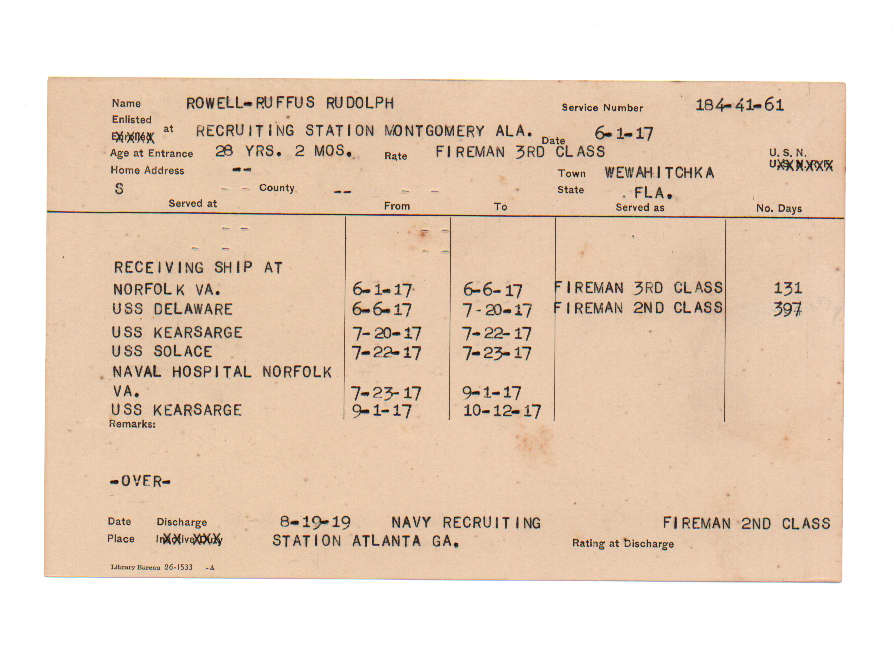 Name ROWELL-RUFFUS RUDOLPH Service Number 184-41-61
Enlisted
at RECRUITING STATION MONTGOMERY ALA. Date 6-1-17
Age at Entrance 28 YRS. 2 MOS. Rate FIREMAN 3RD CLASS U. S. N.
Home Address -- Town WEWAHITCHKA
S - - County -- - - State FLA.
Served at From To Served as No. Days
RECEIVING SHIP AT
NORFOLK VA. 6-1-17 6-6-17 FIREMAN 3RD CLASS 131
USS DELAWARE 6-6-17 7-20-17 FIREMAN 2ND CLASS 397
USS KEARSARGE 7-20-17 7-22-17
USS SOLACE 7-22-17 7-23-17
NAVAL HOSPITAL NORFOLK
VA. 7-23-17 9-1-17
USS KEARSARGE 9-1-17 10-12-17
Remarks:
-OVER-
Date Discharge 8-19-19 NAVY RECRUITING FIREMAN 2ND CLASS
Place STATION ATLANTA GA. Rating at Discharge
Library Bureau 26-1533 -A